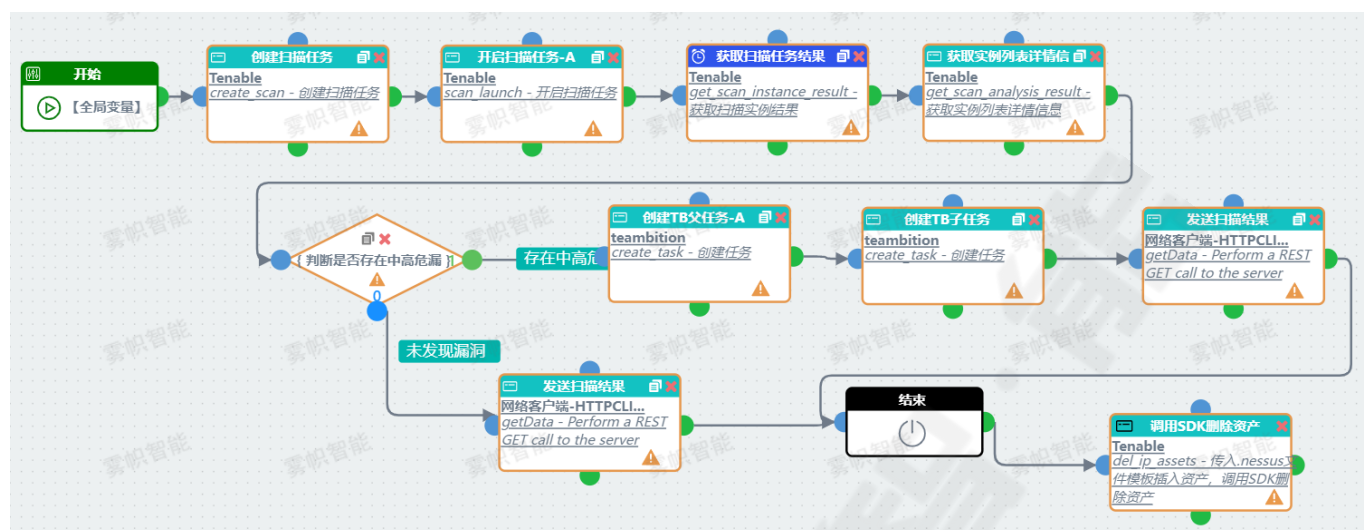 开始
【全局变量】
创建扫描任务
Tenable
create_scan - 创建扫描任务
开启扫描任务-A
Tenable
scan_launch - 开启扫描任务
获取扫描任务结果
Tenable
get_scan_instance_result -
获取扫描实例结果
获取实例列表详情信
Tenable
get_scan_analysis_result -
获取实例列表详情信息
{ 判断是否存在中高危漏 }
1
0
存在中高危
未发现漏洞
创建TB父任务-A
teambition
create_task - 创建任务
创建TB子任务
teambition
create_task - 创建任务
发送扫描结果
网络客户端-HTTPCLI...
getData - Perform a REST
GET call to the server
发送扫描结果
网络客户端-HTTPCLI...
getData - Perform a REST
GET call to the server
结束
调用SDK删除资产
Tenable
del_ip_assets - 传入.nessus文
件模板插入资产，调用SDK删
除资产
雾帜智能